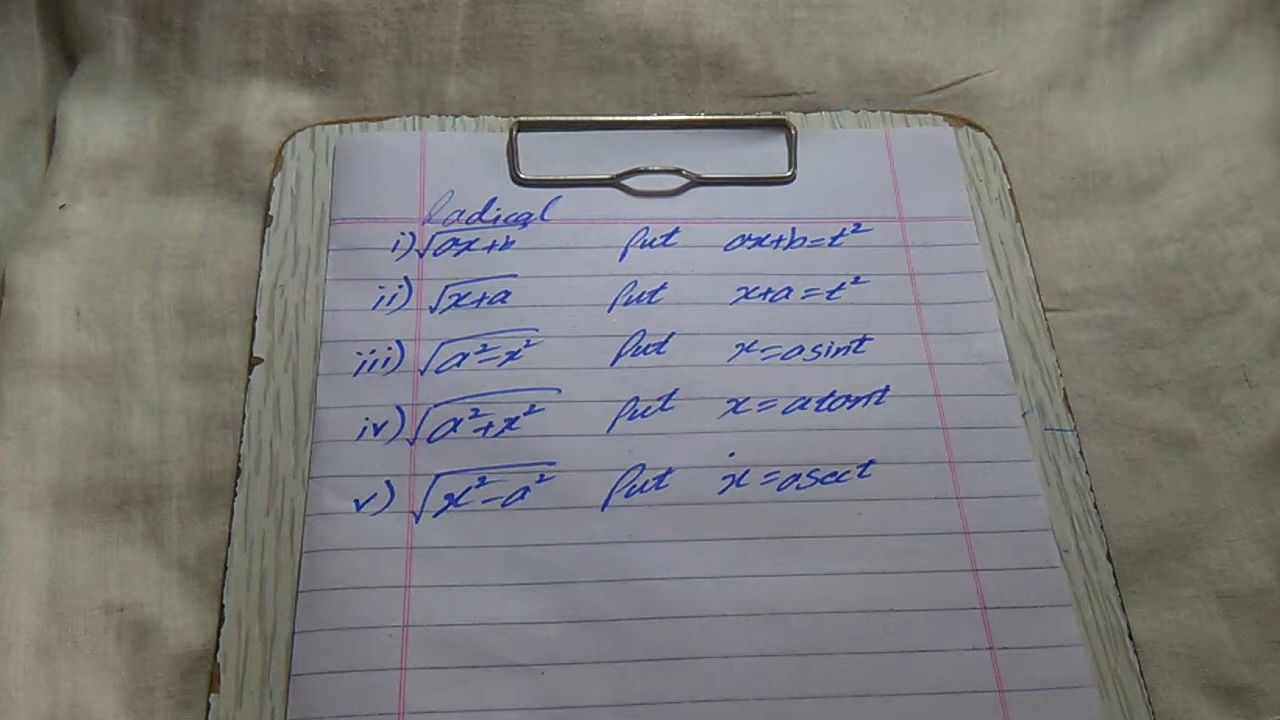 Radical
i) √ax+b Put ax+b=t²
ii) √x+a Put x+a=t²
iii) √a²-x² Put x=asint
iv) √a²+x² Put x=atant
v) √x²-a² Put x=asect